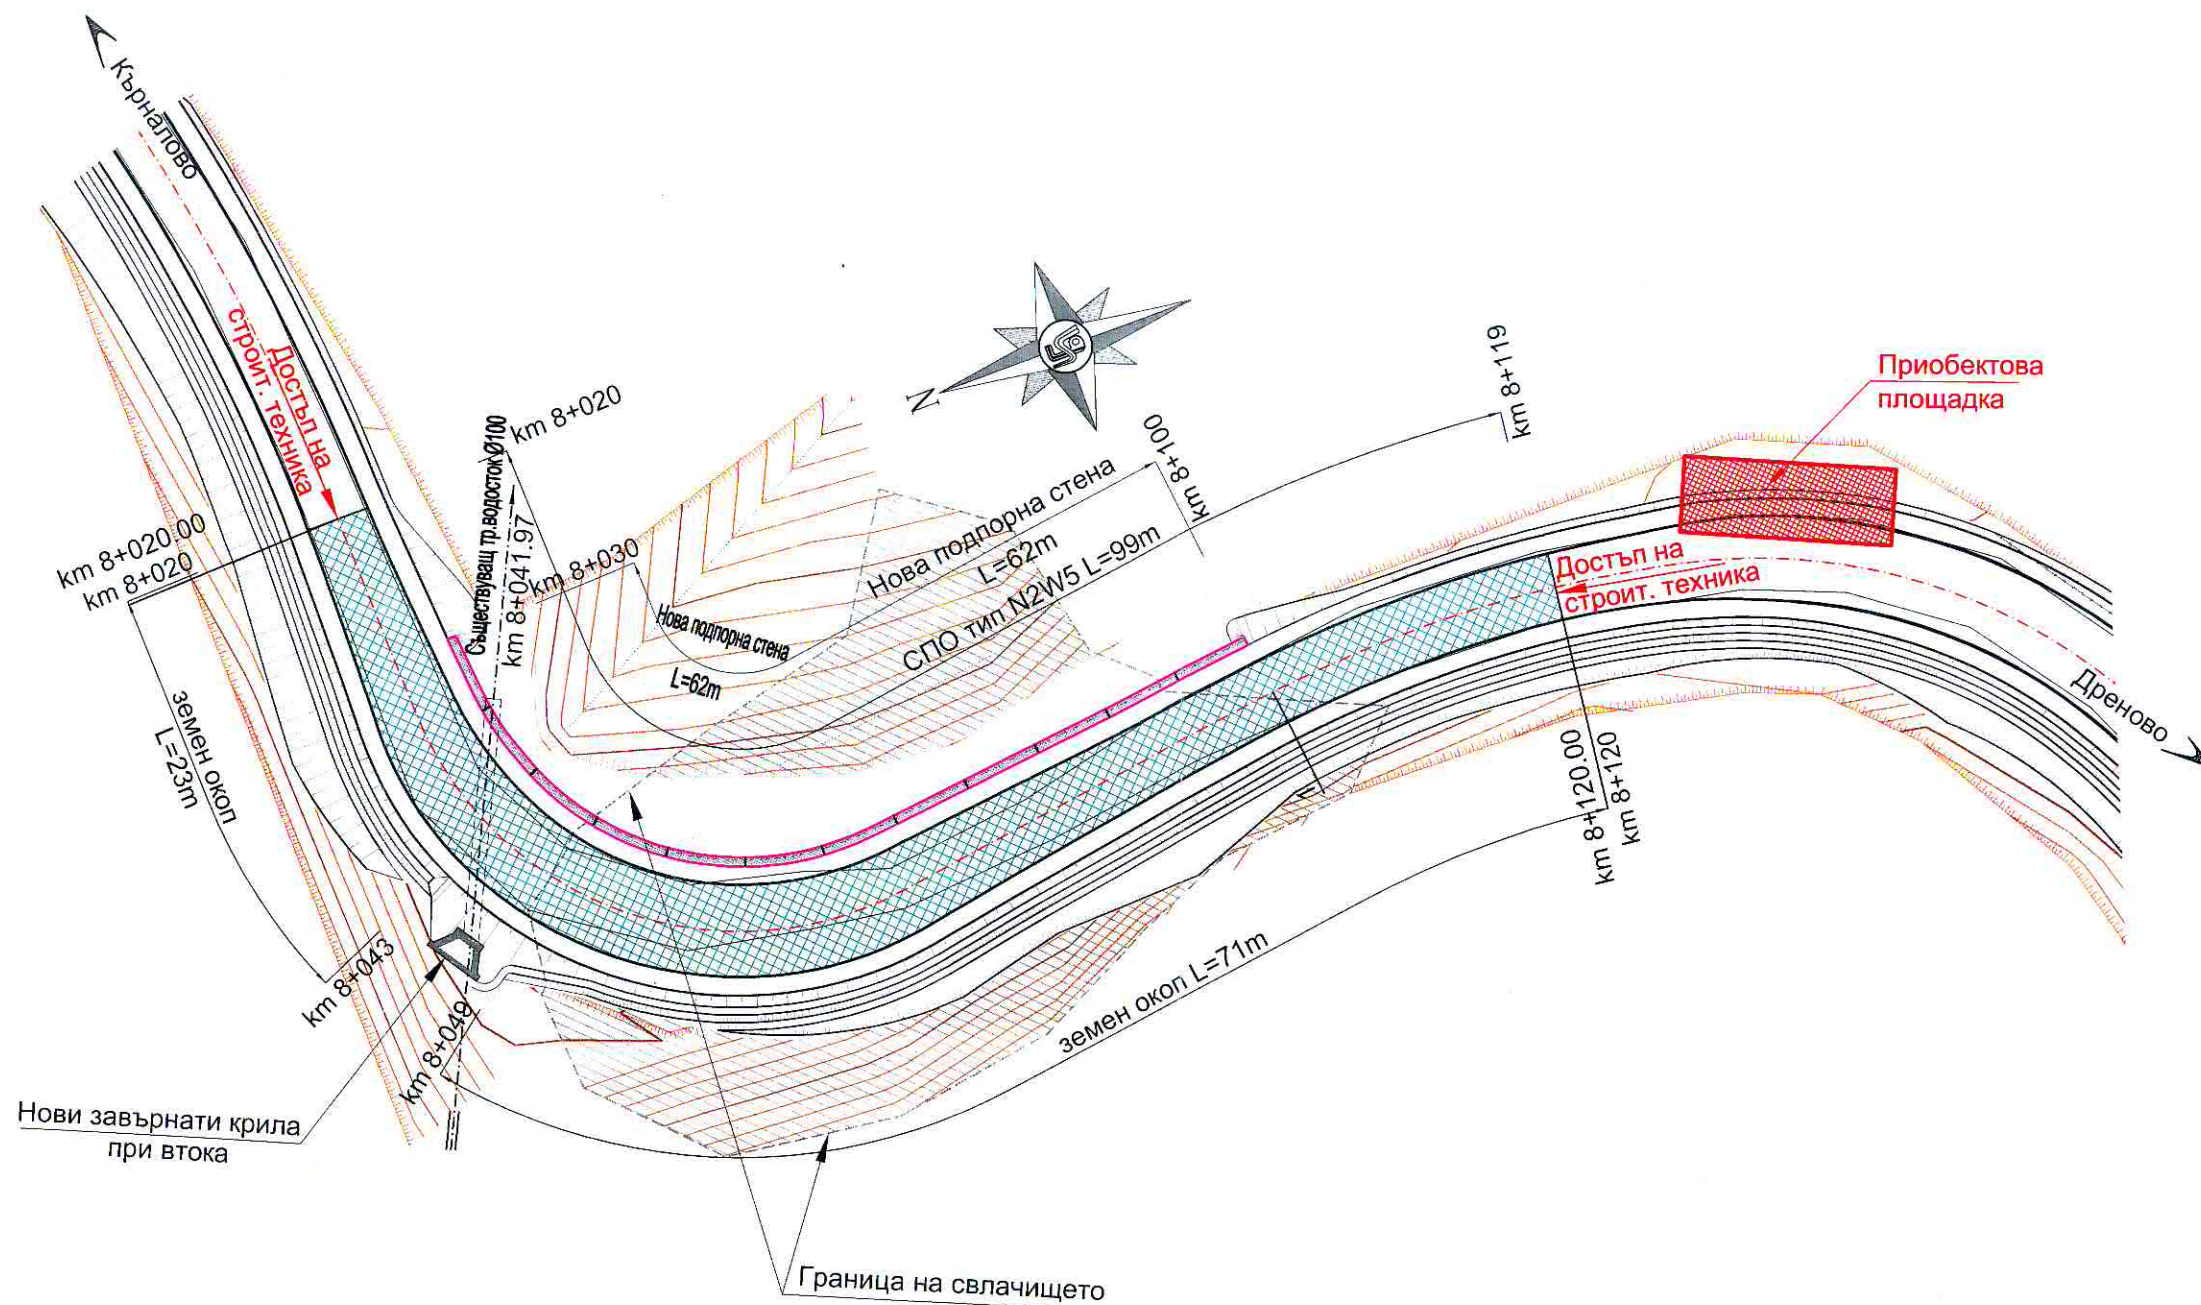 Кърналово
Достъп на
строит. техника
km 8+020.00
km 8+020
земен окоп
L=23m
km 8+043
km 8+049
Нови завърнати крила
при втока
Съществуващ тр.водосток Ø100
km 8+041.97
km 8+020
km 8+030
Нова подпорна стена
L=62m
N
Нова подпорна стена
L=62m
СПО тип N2W5 L=99m
km 8+100
km 8+119
Приобектова
площадка
Достъп на
строит. техника
Дреново
km 8+120.00
km 8+120
земен окоп L=71m
Граница на свлачището